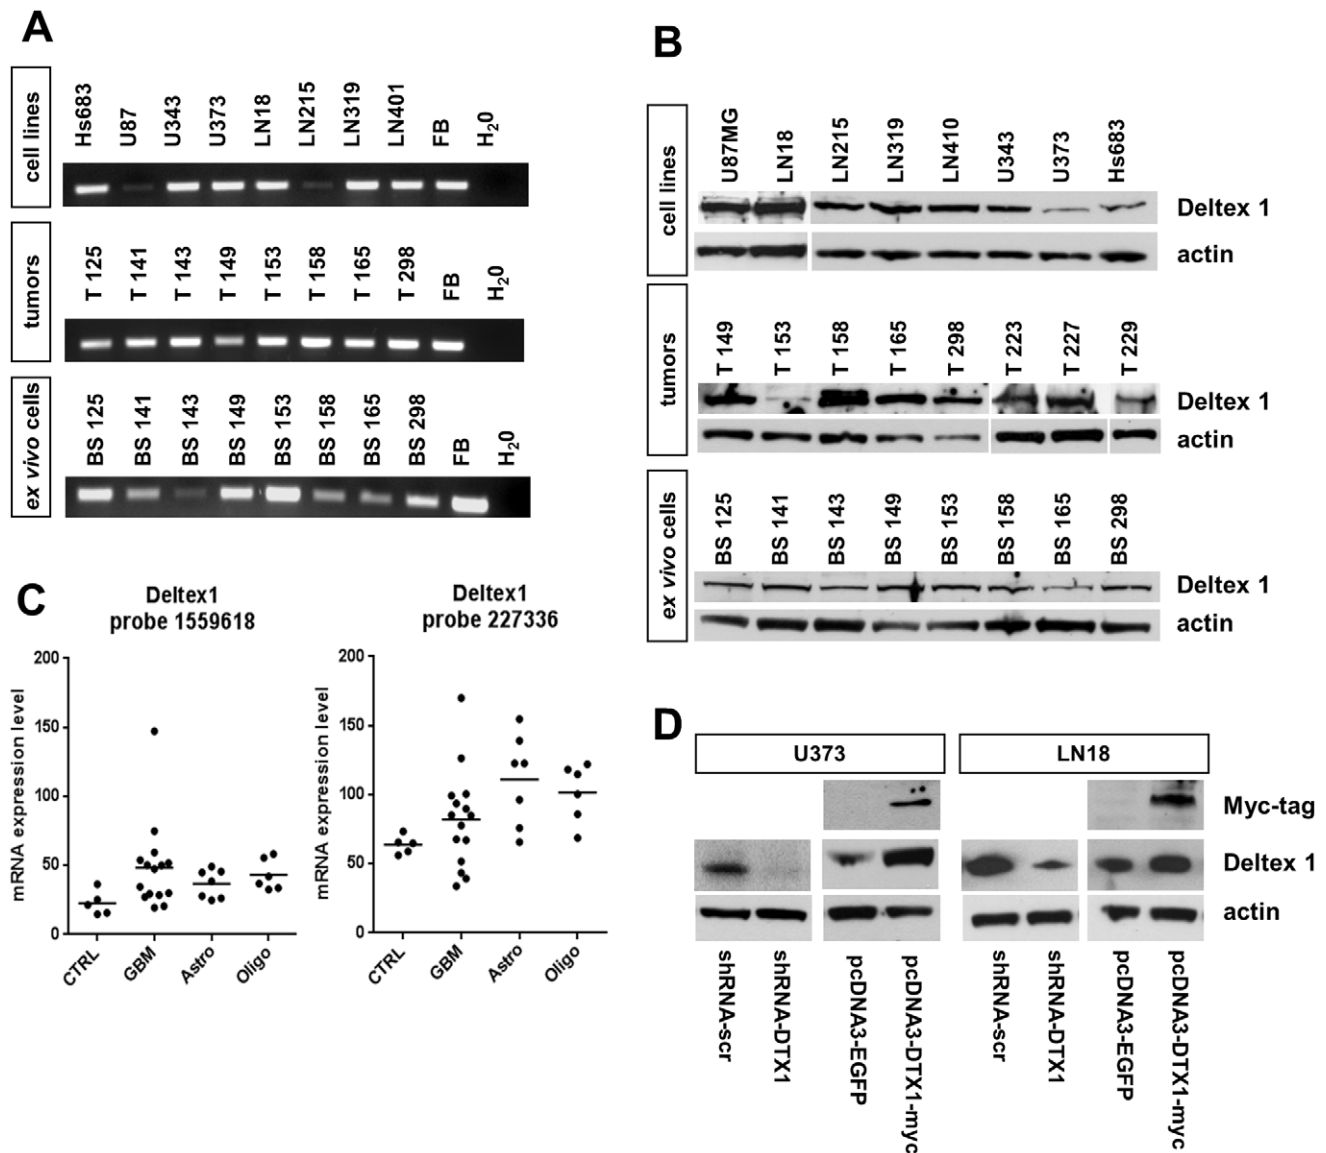 A
cell lines
Hs683 U87 U343 U373 LN18 LN215 LN319 LN401 FB H20
tumors
T 125 T 141 T 143 T 149 T 153 T 158 T 165 T 298 FB H20
ex vivo cells
BS 125 BS 141 BS 143 BS 149 BS 153 BS 158 BS 165 BS 298 FB H20
B
cell lines
U87MG LN18 LN215 LN319 LN410 U343 U373 Hs683
Deltex 1
actin
tumors
T 149 T 153 T 158 T 165 T 298 T 223 T 227 T 229
Deltex 1
actin
ex vivo cells
BS 125 BS 141 BS 143 BS 149 BS 153 BS 158 BS 165 BS 298
Deltex 1
actin
C
Deltex1
probe 1559618
mRNA expression level
200
150
100
50
0
CTRL GBM Astro Oligo
Deltex1
probe 227336
mRNA expression level
200
150
100
50
0
CTRL GBM Astro Oligo
D
U373 LN18
Myc-tag
Deltex 1
actin
shRNA-scr shRNA-DTX1 pcDNA3-EGFP pcDNA3-DTX1-myc shRNA-scr shRNA-DTX1 pcDNA3-EGFP pcDNA3-DTX1-myc